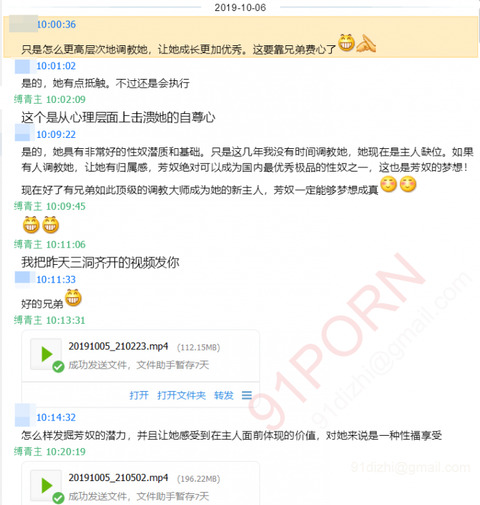 2019-10-06
10:00:36
只是怎么更高层次地调教她，让她成长更加优秀。这要靠兄弟费心了
10:01:02
是的，她有点抵触。不过还是会执行
缚青主 10:02:09
这个是从心理层面上击溃她的自尊心
10:09:22
是的，她具有非常好的性奴潜质和基础。只是这几年我没有时间调教她，她现在是主人缺位。如果
有人调教她，让她有归属感，芳奴绝对可以成为国内最优秀极品的性奴之一，这也是芳奴的梦想！
现在好了有兄弟如此顶级的调教大师成为她的新主人，芳奴一定能够梦想成真
缚青主 10:09:45
缚青主 10:11:06
我把昨天三洞齐开的视频发你
10:11:33
好的兄弟
缚青主 10:13:31
20191005_210223.mp4 (112.15MB)
成功发送文件，文件助手暂存7天
打开 打开文件夹 转发
10:14:32
怎么样发掘芳奴的潜力，并且让她感受到在主人面前体现的价值，对她来说是一种性福享受
缚青主 10:20:19
20191005_210502.mp4 (196.22MB)
成功发送文件，文件助手暂存7天
91PORN
91dizhi@gmail.com
91dizhi@gmail.com